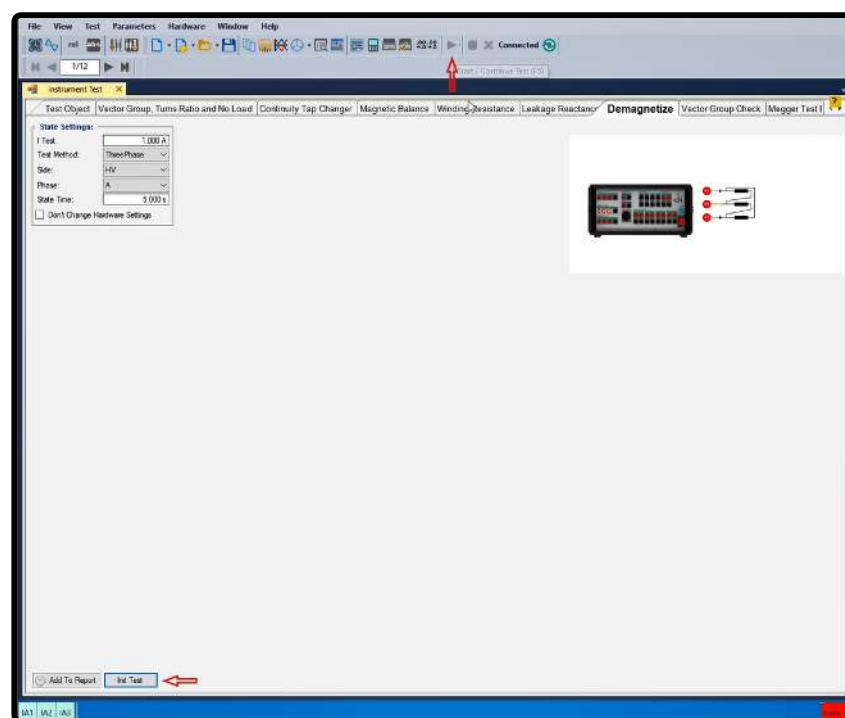 File View Test Parameters Hardware Window Help
rel
Connected
1/12
Start / Continue Test (F5)
Instrument Test ×
Test Object Vector Group, Turns Ratio and No Load Continuity Tap Changer Magnetic Balance Winding Resistance Leakage Reactance Demagnetize Vector Group Check Megger Test
State Settings:
I Test: 1.000 A
Test Method: ThreePhase
Side: HV
Phase: A
State Time: 5.000 s
Don't Change Hardware Settings
Add To Report Init Test
IA1 IA2 IA3